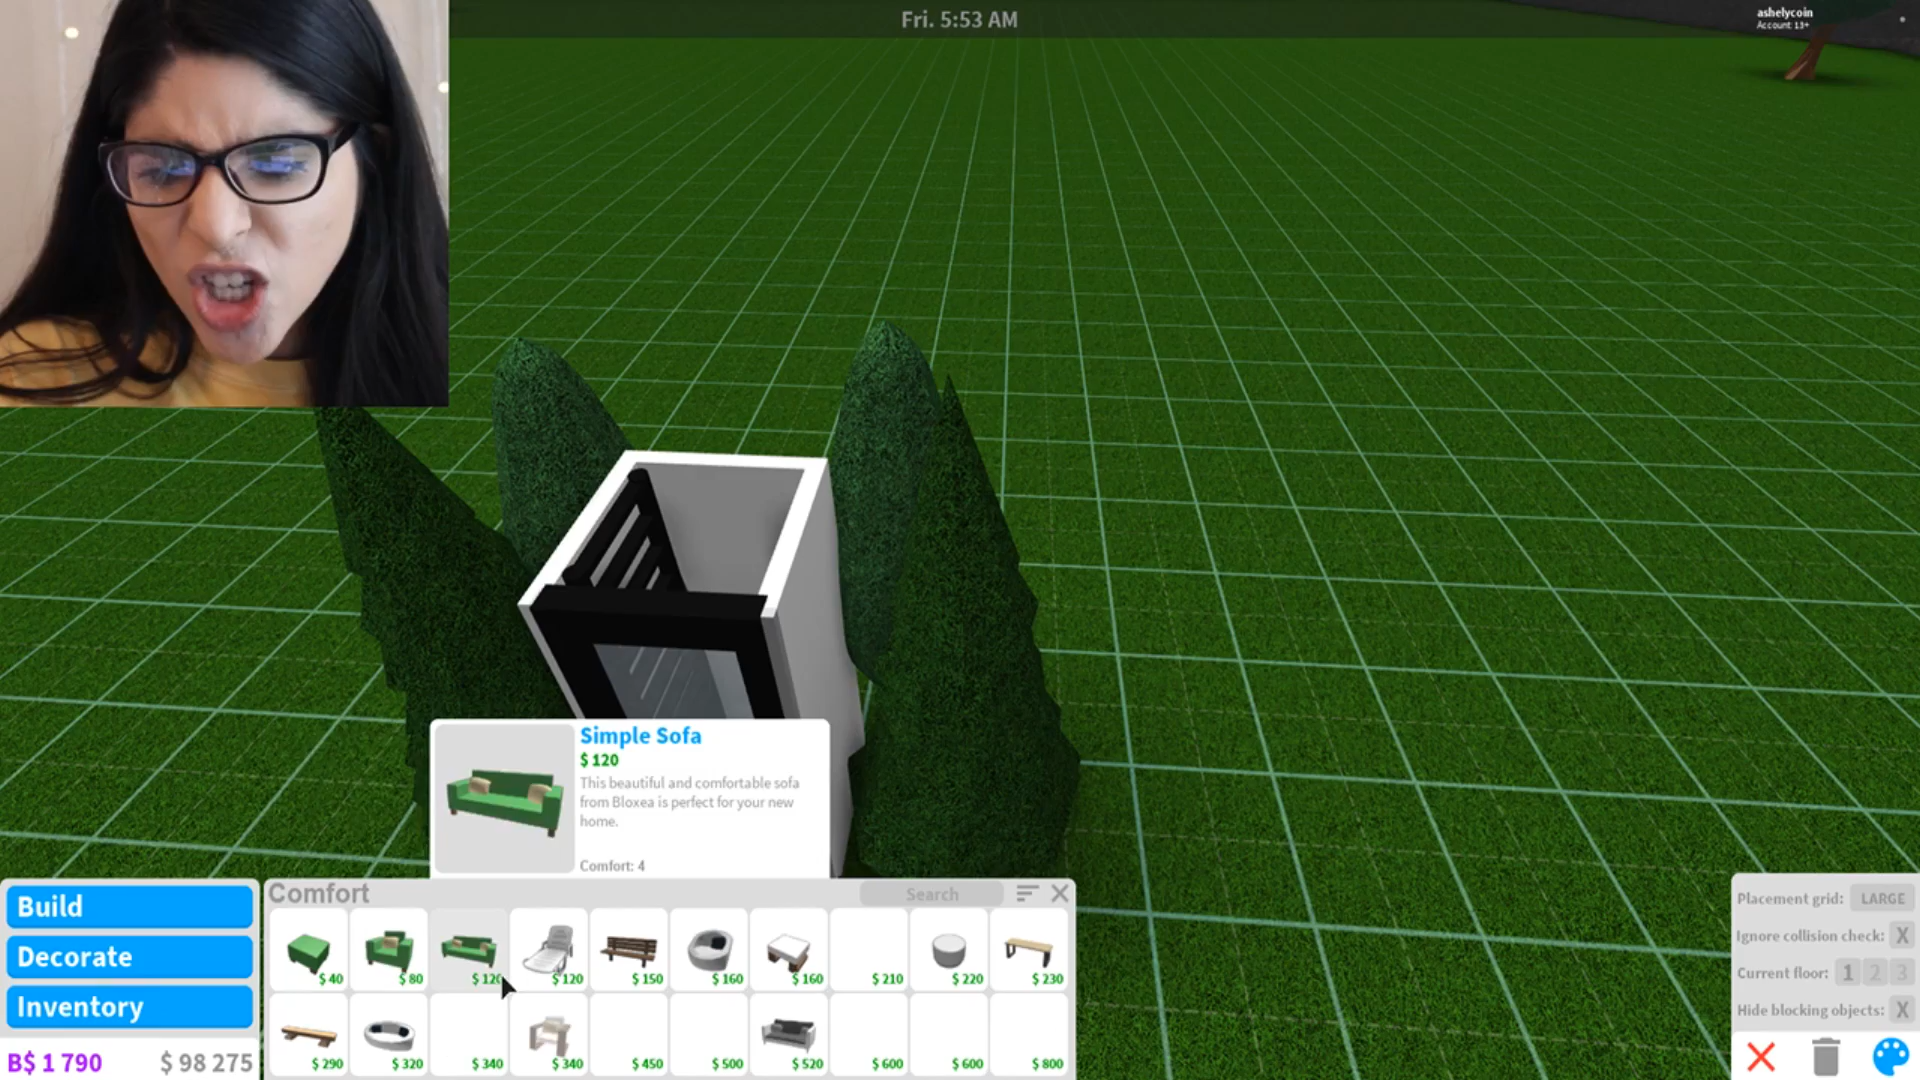 Fri. 5:53 AM
ashelycoin
Account: 13+
Simple Sofa
$ 120
This beautiful and comfortable sofa
from Bloxea is perfect for your new
home.
Comfort: 4
Build
Decorate
Inventory
B$ 1 790
$ 98 275
Comfort
Search
$ 40
$ 80
$ 120
$ 120
$ 150
$ 160
$ 160
$ 210
$ 220
$ 230
$ 290
$ 320
$ 340
$ 340
$ 450
$ 500
$ 520
$ 600
$ 600
$ 800
Placement grid: LARGE
Ignore collision check: X
Current floor: 1 2 3
Hide blocking objects: X